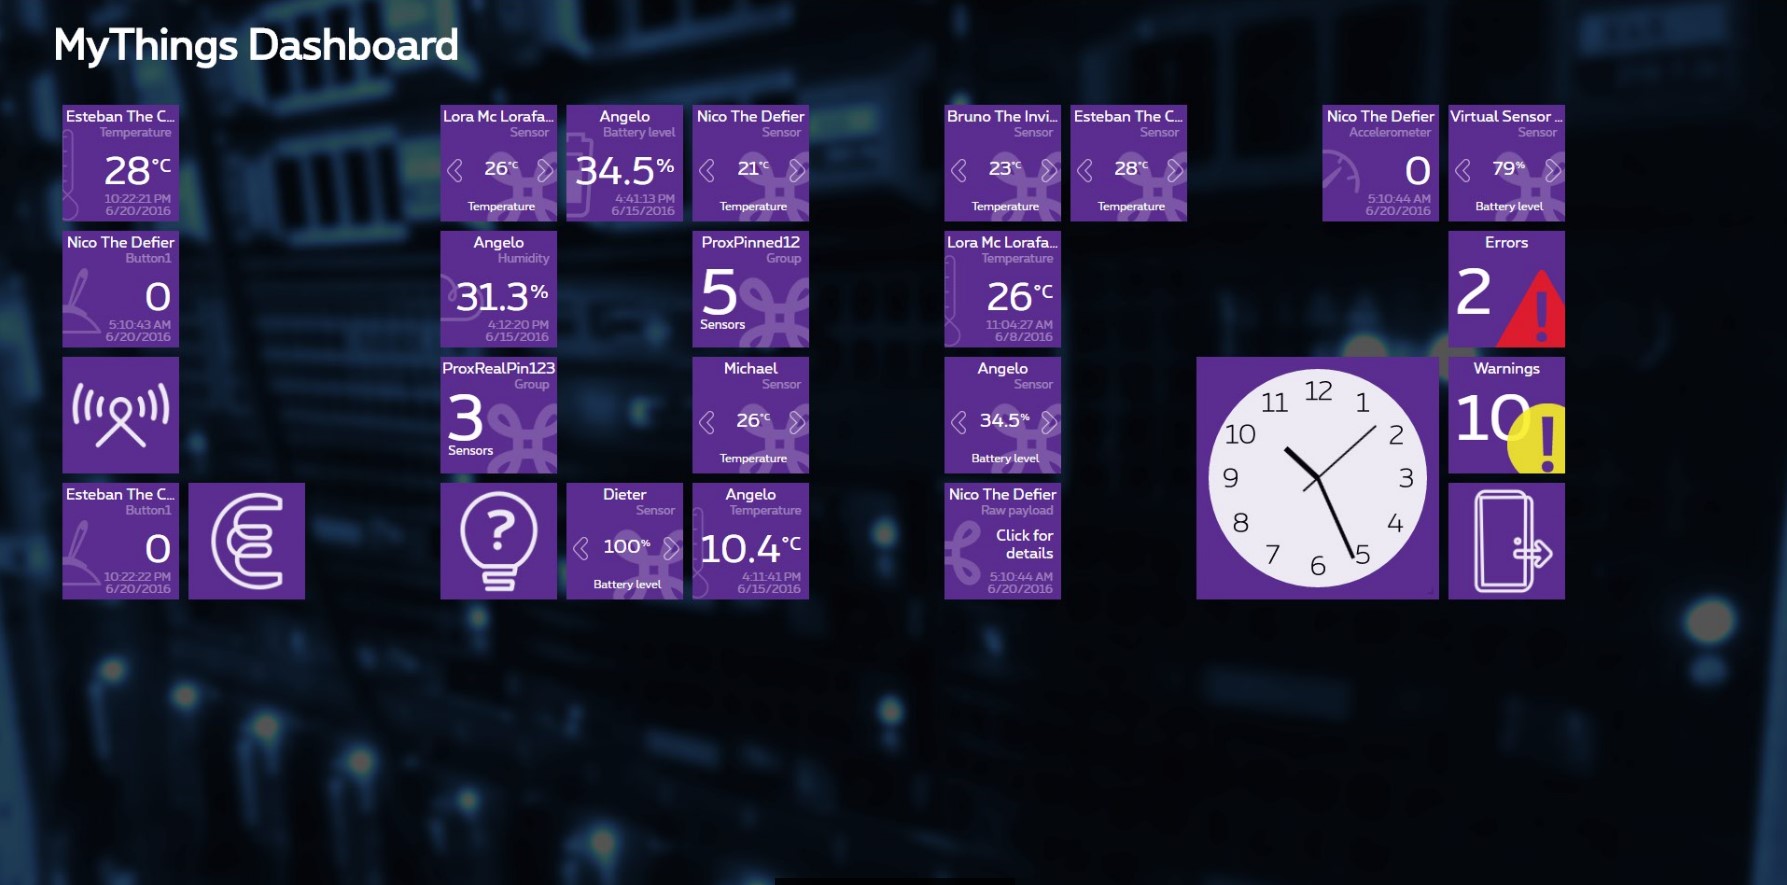 MyThings Dashboard
Esteban The C...
Temperature
28°C
10:22:21 PM
6/20/2016
Lora Mc Lorafa...
Sensor
26°C
Temperature
Angelo
Battery level
34.5%
4:41:13 PM
6/15/2016
Nico The Defier
Sensor
21°C
Temperature
Bruno The Invi...
Sensor
23°C
Temperature
Esteban The C...
Sensor
28°C
Temperature
Nico The Defier
Accelerometer
0
5:10:44 AM
6/20/2016
Virtual Sensor ...
Sensor
79%
Battery level
Nico The Defier
Button1
0
5:10:43 AM
6/20/2016
Angelo
Humidity
31.3%
4:12:20 PM
6/15/2016
ProxPinned12
Group
5
Sensors
Lora Mc Lorafa...
Temperature
26°C
11:04:27 AM
6/8/2016
Errors
2
!
ProxRealPin123
Group
3
Sensors
Michael
Sensor
26°C
Temperature
Angelo
Sensor
34.5%
Battery level
12
11
1
10
2
9
3
8
4
7
5
6
Warnings
10
!
Esteban The C...
Button1
0
10:22:22 PM
6/20/2016
?
Dieter
Sensor
100%
Battery level
Angelo
Temperature
10.4°C
4:11:41 PM
6/15/2016
Nico The Defier
Raw payload
Click for
details
5:10:44 AM
6/20/2016